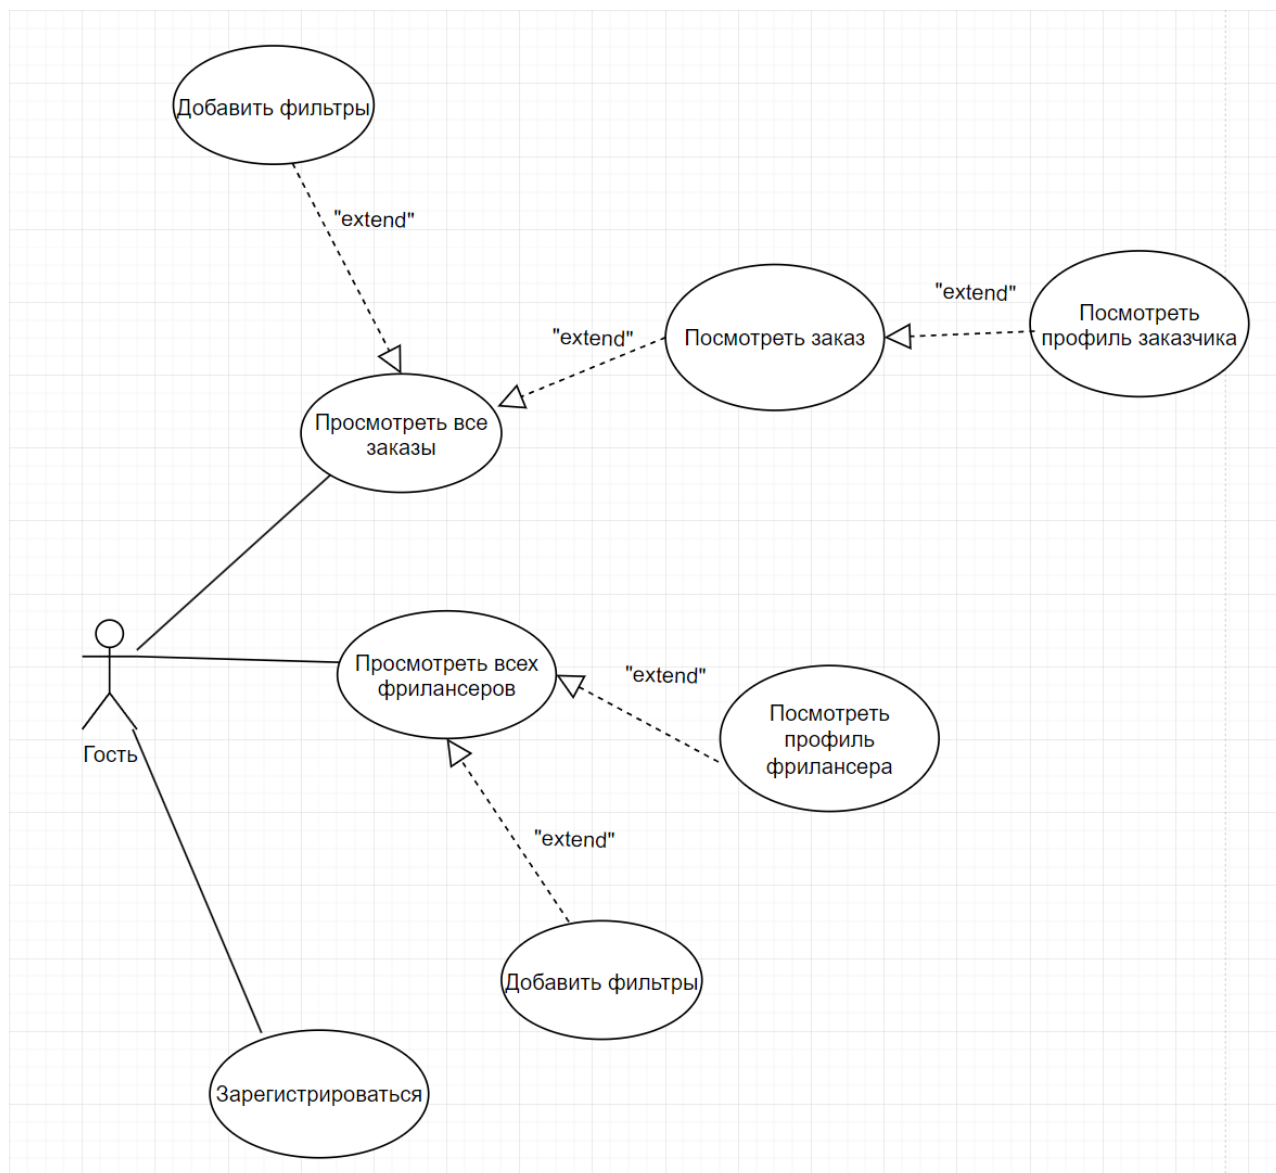 Добавить фильтры
"extend"
"extend"
Посмотреть заказ
"extend"
Посмотреть
профиль заказчика
Просмотреть все
заказы
Гость
Просмотреть всех
фрилансеров
"extend"
Посмотреть
профиль
фрилансера
"extend"
Добавить фильтры
Зарегистрироваться